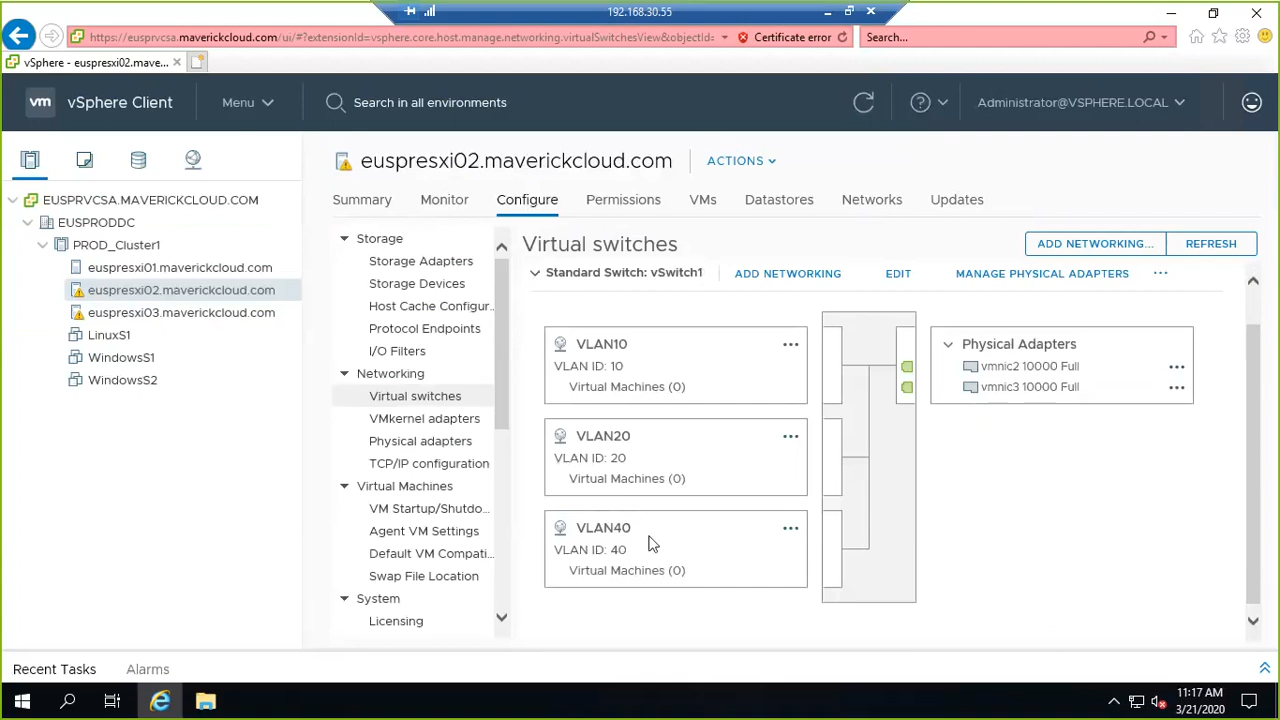 192.168.30.55
https://eusprvcsa.maverickcloud.com/ui/#?extensionId=vsphere.core.host.manage.networking.virtualSwitchesView&objectId=
Certificate error
Search...
vSphere - euspresxi02.mave...
vm vSphere Client
Menu
Search in all environments
Administrator@VSPHERE.LOCAL
euspresxi02.maverickcloud.com
ACTIONS
Summary
Monitor
Configure
Permissions
VMs
Datastores
Networks
Updates
EUSPRVCSA.MAVERICKCLOUD.COM
EUSPRODDC
PROD_Cluster1
euspresxi01.maverickcloud.com
euspresxi02.maverickcloud.com
euspresxi03.maverickcloud.com
LinuxS1
WindowsS1
WindowsS2
Storage
Storage Adapters
Storage Devices
Host Cache Configur...
Protocol Endpoints
I/O Filters
Networking
Virtual switches
VMkernel adapters
Physical adapters
TCP/IP configuration
Virtual Machines
VM Startup/Shutdo...
Agent VM Settings
Default VM Compati...
Swap File Location
System
Licensing
Virtual switches
ADD NETWORKING...
REFRESH
Standard Switch: vSwitch1
ADD NETWORKING
EDIT
MANAGE PHYSICAL ADAPTERS
...
VLAN10
...
VLAN ID: 10
Virtual Machines (0)
VLAN20
...
VLAN ID: 20
Virtual Machines (0)
VLAN40
...
VLAN ID: 40
Virtual Machines (0)
Physical Adapters
vmnic2 10000 Full
...
vmnic3 10000 Full
...
Recent Tasks
Alarms
11:17 AM
3/21/2020